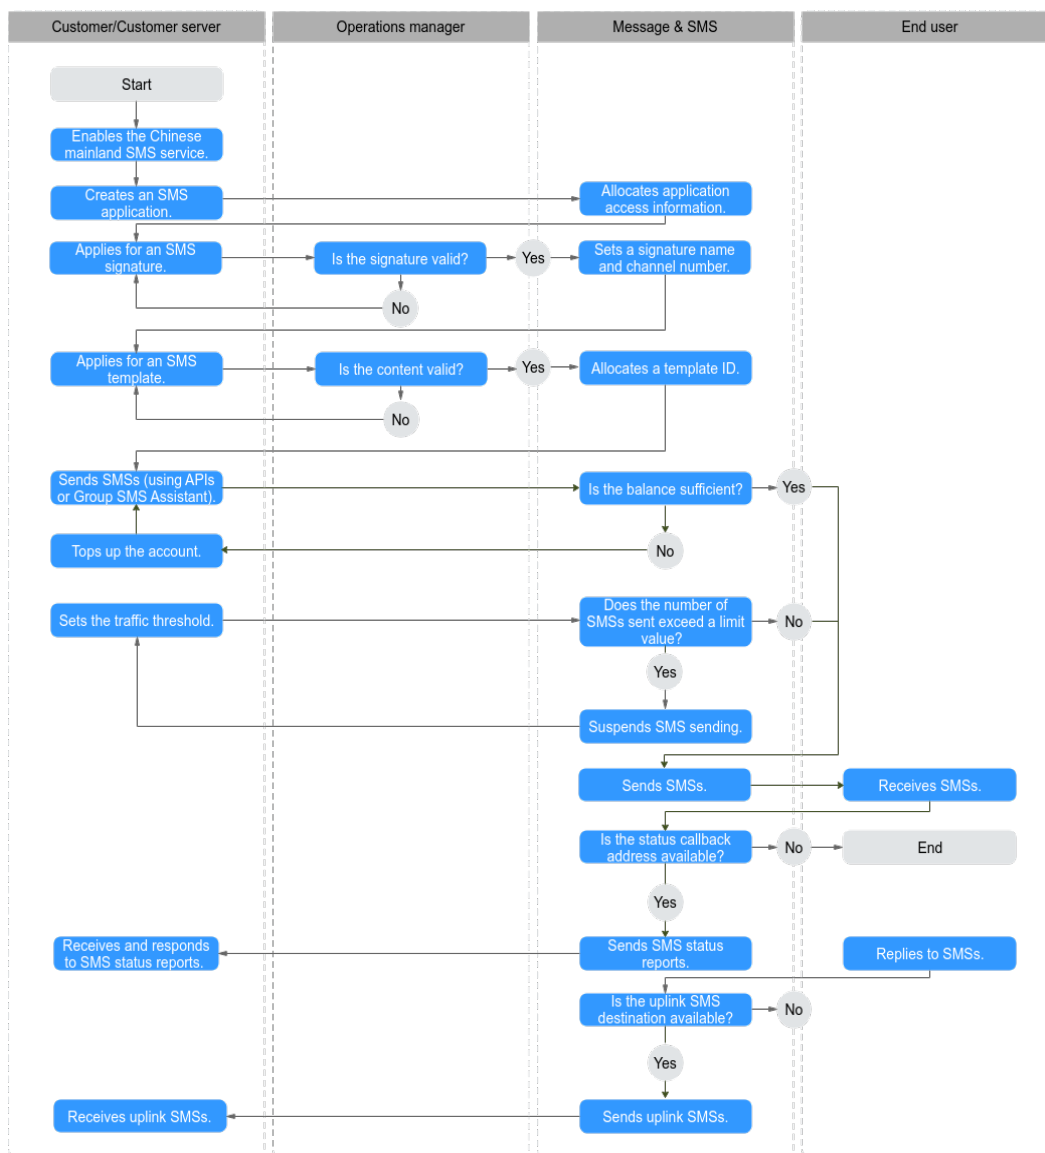 Customer/Customer server
Operations manager
Message & SMS
End user
Start
Enables the Chinese
mainland SMS service.
Creates an SMS
application.
Allocates application
access information.
Applies for an SMS
signature.
Is the signature valid?
Yes
Sets a signature name
and channel number.
No
Applies for an SMS
template.
Is the content valid?
Yes
Allocates a template ID.
No
Sends SMSs (using APIs
or Group SMS Assistant).
Is the balance sufficient?
Yes
Tops up the account.
No
Sets the traffic threshold.
Does the number of
SMSs sent exceed a limit
value?
No
Yes
Suspends SMS sending.
Sends SMSs.
Receives SMSs.
Is the status callback
address available?
No
End
Yes
Receives and responds
to SMS status reports.
Sends SMS status
reports.
Replies to SMSs.
Is the uplink SMS
destination available?
No
Yes
Receives uplink SMSs.
Sends uplink SMSs.